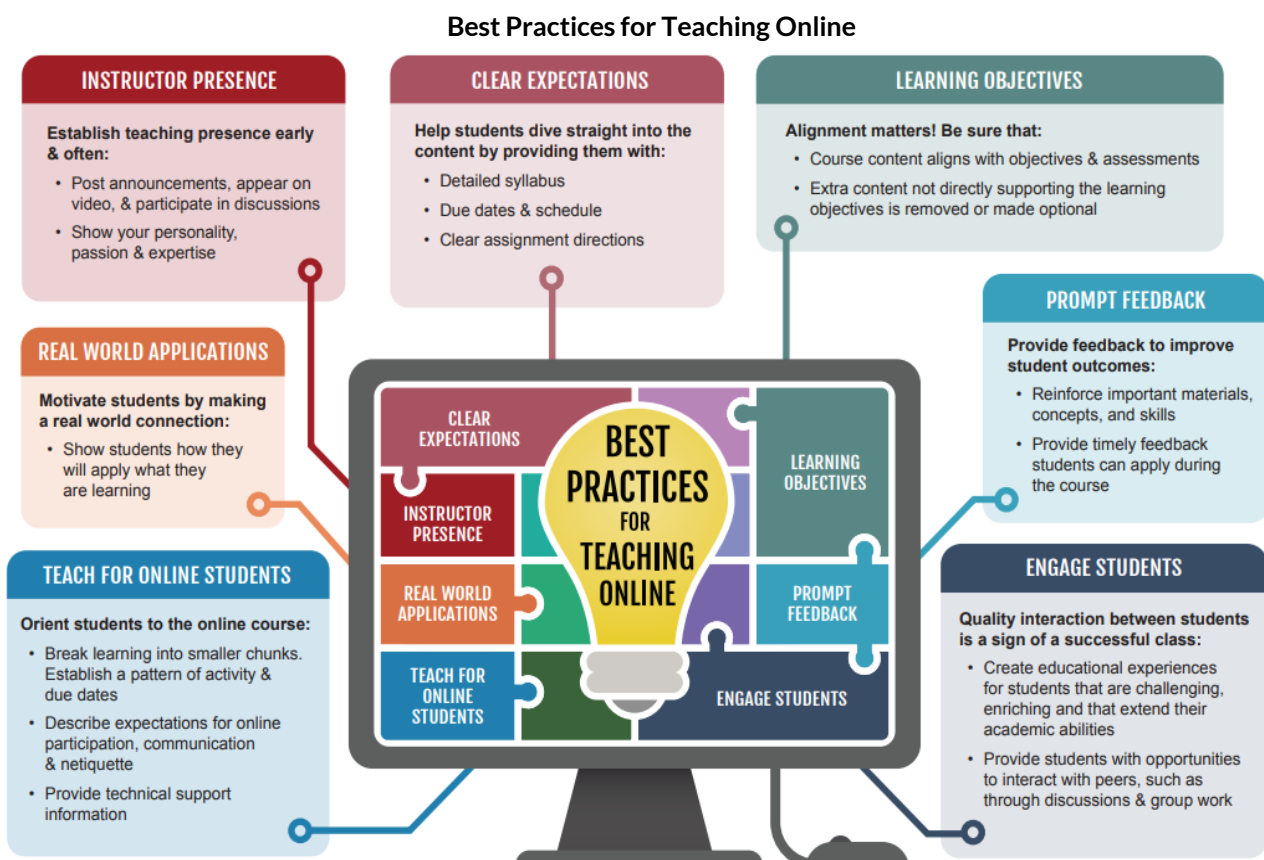 Best Practices for Teaching Online
INSTRUCTOR PRESENCE
Establish teaching presence early
& often:
• Post announcements, appear on
video, & participate in discussions
• Show your personality,
passion & expertise
CLEAR EXPECTATIONS
Help students dive straight into the
content by providing them with:
• Detailed syllabus
• Due dates & schedule
• Clear assignment directions
LEARNING OBJECTIVES
Alignment matters! Be sure that:
• Course content aligns with objectives & assessments
• Extra content not directly supporting the learning
objectives is removed or made optional
REAL WORLD APPLICATIONS
Motivate students by making
a real world connection:
• Show students how they
will apply what they
are learning
PROMPT FEEDBACK
Provide feedback to improve
student outcomes:
• Reinforce important materials,
concepts, and skills
• Provide timely feedback
students can apply during
the course
TEACH FOR ONLINE STUDENTS
Orient students to the online course:
• Break learning into smaller chunks.
Establish a pattern of activity &
due dates
• Describe expectations for online
participation, communication
& netiquette
• Provide technical support
information
CLEAR
EXPECTATIONS
INSTRUCTOR
PRESENCE
REAL WORLD
APPLICATIONS
TEACH FOR
ONLINE
STUDENTS
BEST
PRACTICES
FOR
TEACHING
ONLINE
LEARNING
OBJECTIVES
PROMPT
FEEDBACK
ENGAGE STUDENTS
ENGAGE STUDENTS
Quality interaction between students
is a sign of a successful class:
• Create educational experiences
for students that are challenging,
enriching and that extend their
academic abilities
• Provide students with opportunities
to interact with peers, such as
through discussions & group work